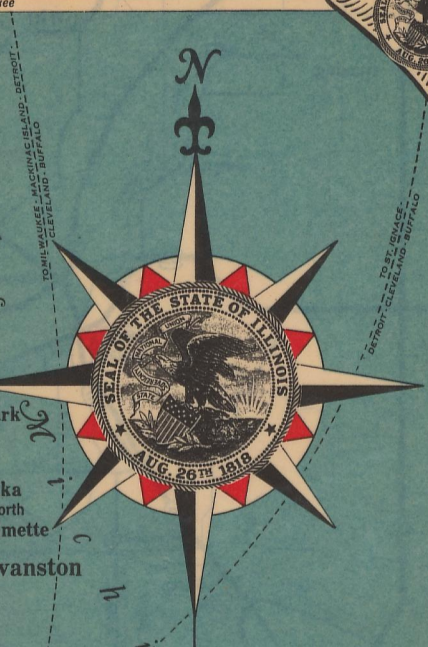 N
TO MILWAUKEE - MACKINAC ISLAND - DETROIT -
CLEVELAND - BUFFALO
TO ST. IGNACE -
DETROIT - CLEVELAND - BUFFALO
SEAL OF THE STATE OF ILLINOIS
AUG. 26TH 1818
rk
M
i
c
h
ka
orth
mette
vanston